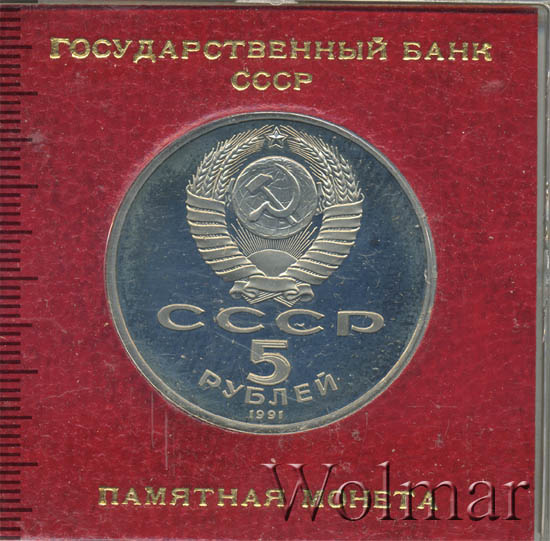 ГОСУДАРСТВЕННЫЙ БАНК
СССР
СССР
5
РУБЛЕЙ
1991
ПАМЯТНАЯ МОНЕТА
Wolmar